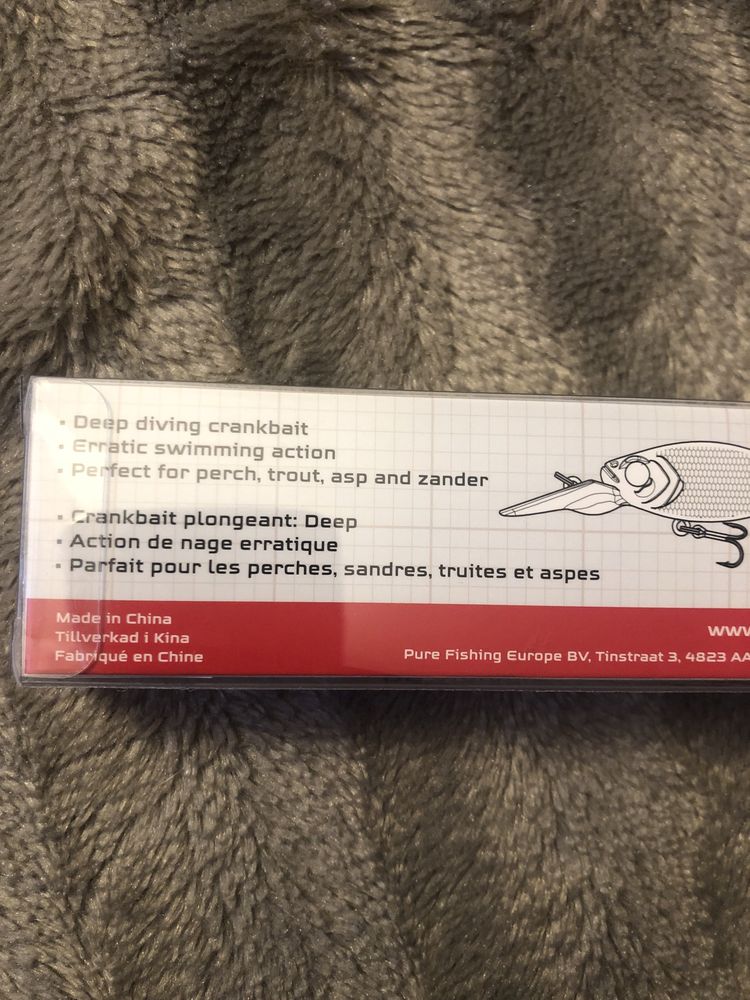 • Deep diving crankbait
• Erratic swimming action
• Perfect for perch, trout, asp and zander
• Crankbait plongeant: Deep
• Action de nage erratique
• Parfait pour les perches, sandres, truites et aspes
Made in China
Tillverkad i Kina
Fabriqué en Chine
www.
Pure Fishing Europe BV, Tinstraat 3, 4823 AA